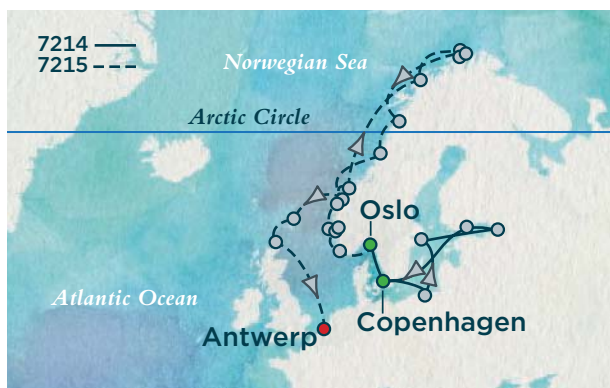 7214
7215
Norwegian Sea
Arctic Circle
Oslo
Atlantic Ocean
Copenhagen
Antwerp